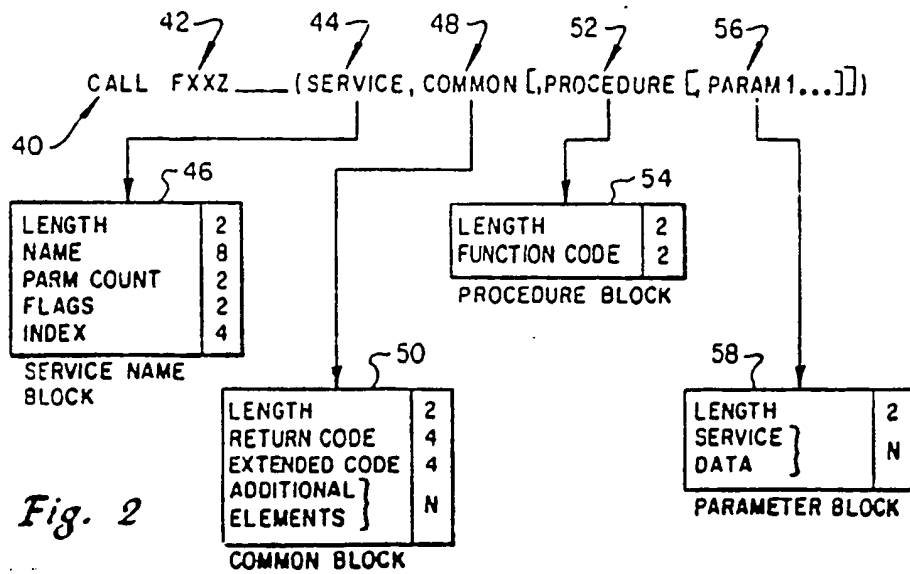 42 44 48 52 56
CALL FXXZ___(SERVICE,COMMON[,PROCEDURE[,PARAM1...]])
40
46
LENGTH 2
NAME 8
PARM COUNT 2
FLAGS 2
INDEX 4
SERVICE NAME
BLOCK
54
LENGTH 2
FUNCTION CODE 2
PROCEDURE BLOCK
50
LENGTH 2
RETURN CODE 4
EXTENDED CODE 4
ADDITIONAL
ELEMENTS } N
COMMON BLOCK
58
LENGTH 2
SERVICE
DATA } N
PARAMETER BLOCK
Fig. 2